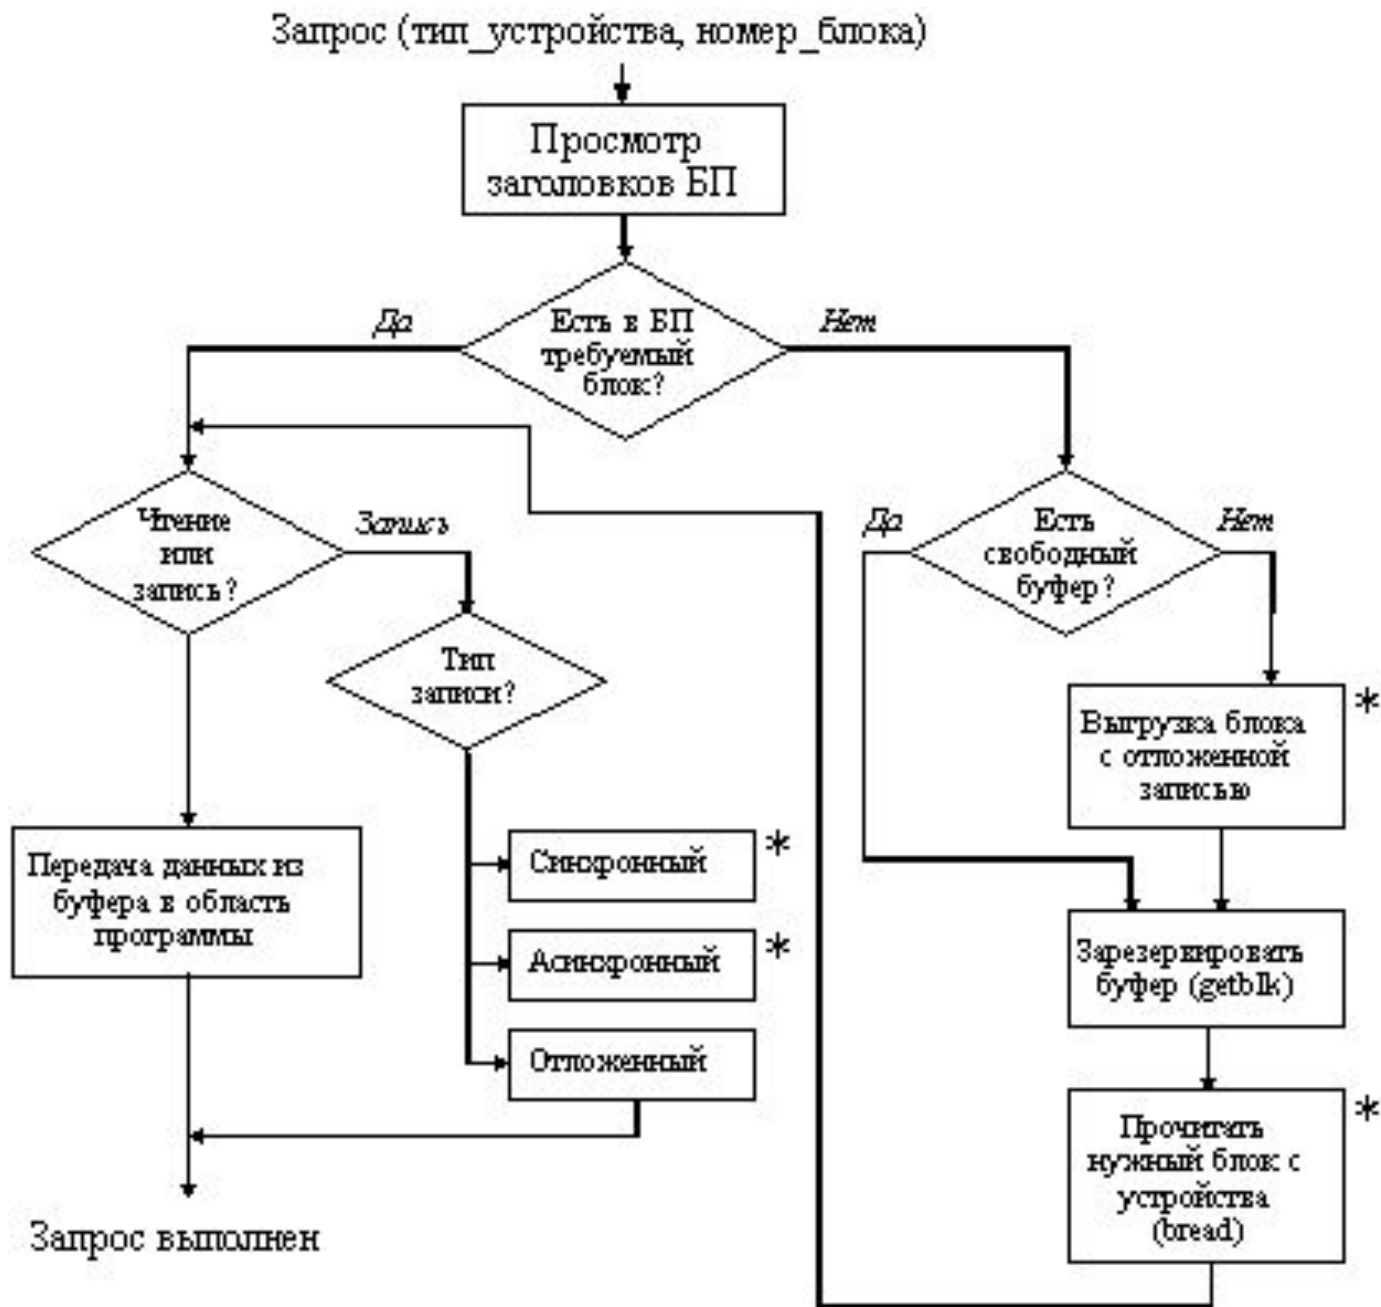 Запрос (тип_устройства, номер_блока)
Просмотр
заголовков БП
Да
Есть в БП
требуемый
блок?
Нет
Чтение
или
запись?
Запись
Да
Есть
свободный
буфер?
Нет
Тип
записи?
Выгрузка блока
с отложенной
записью
*
Передача данных из
буфера в область
программы
Синхронный
*
Асинхронный
*
Отложенный
Зарезервировать
буфер (getblk)
Прочитать
нужный блок с
устройства
(bread)
*
Запрос выполнен